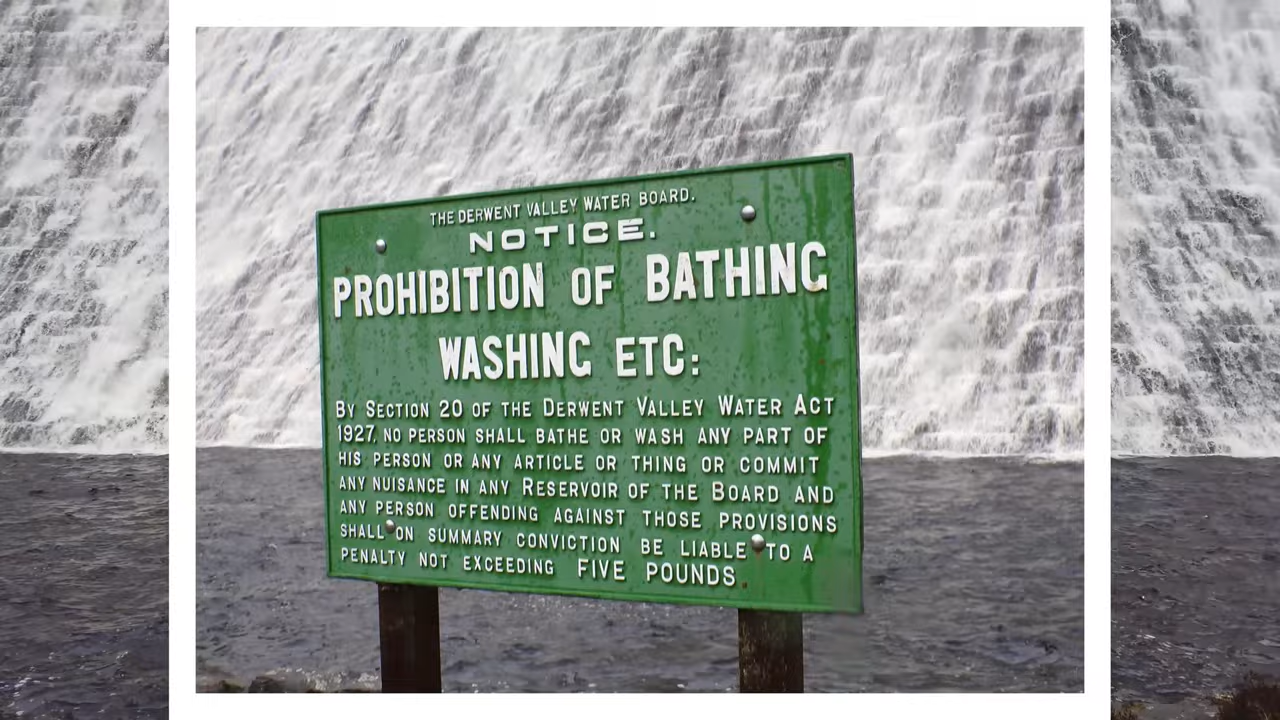 THE DERWENT VALLEY WATER BOARD.
NOTICE.
PROHIBITION OF BATHING
WASHING ETC:
BY SECTION 20 OF THE DERWENT VALLEY WATER ACT
1927, NO PERSON SHALL BATHE OR WASH ANY PART OF
HIS PERSON OR ANY ARTICLE OR THING OR COMMIT
ANY NUISANCE IN ANY RESERVOIR OF THE BOARD AND
ANY PERSON OFFENDING AGAINST THOSE PROVISIONS
SHALL ON SUMMARY CONVICTION BE LIABLE TO A
PENALTY NOT EXCEEDING FIVE POUNDS.